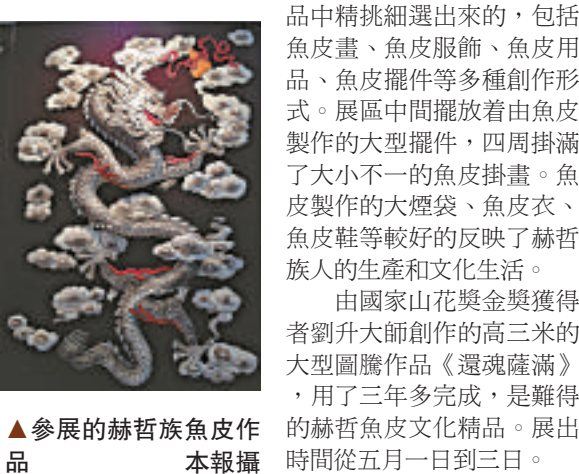 品中精挑細選出來的，包括
魚皮畫、魚皮服飾、魚皮用
品、魚皮擺件等多種創作形
式。展區中間擺放着由魚皮
製作的大型擺件，四周掛滿
了大小不一的魚皮掛畫。魚
皮製作的大煙袋、魚皮衣、
魚皮鞋等較好的反映了赫哲
族人的生產和文化生活。
由國家山花獎金獎獲得
者劉升大師創作的高三米的
大型圖騰作品《還魂薩滿》
，用了三年多完成，是難得
的赫哲魚皮文化精品。展出
時間從五月一日到三日。
▲參展的赫哲族魚皮作
品 本報攝